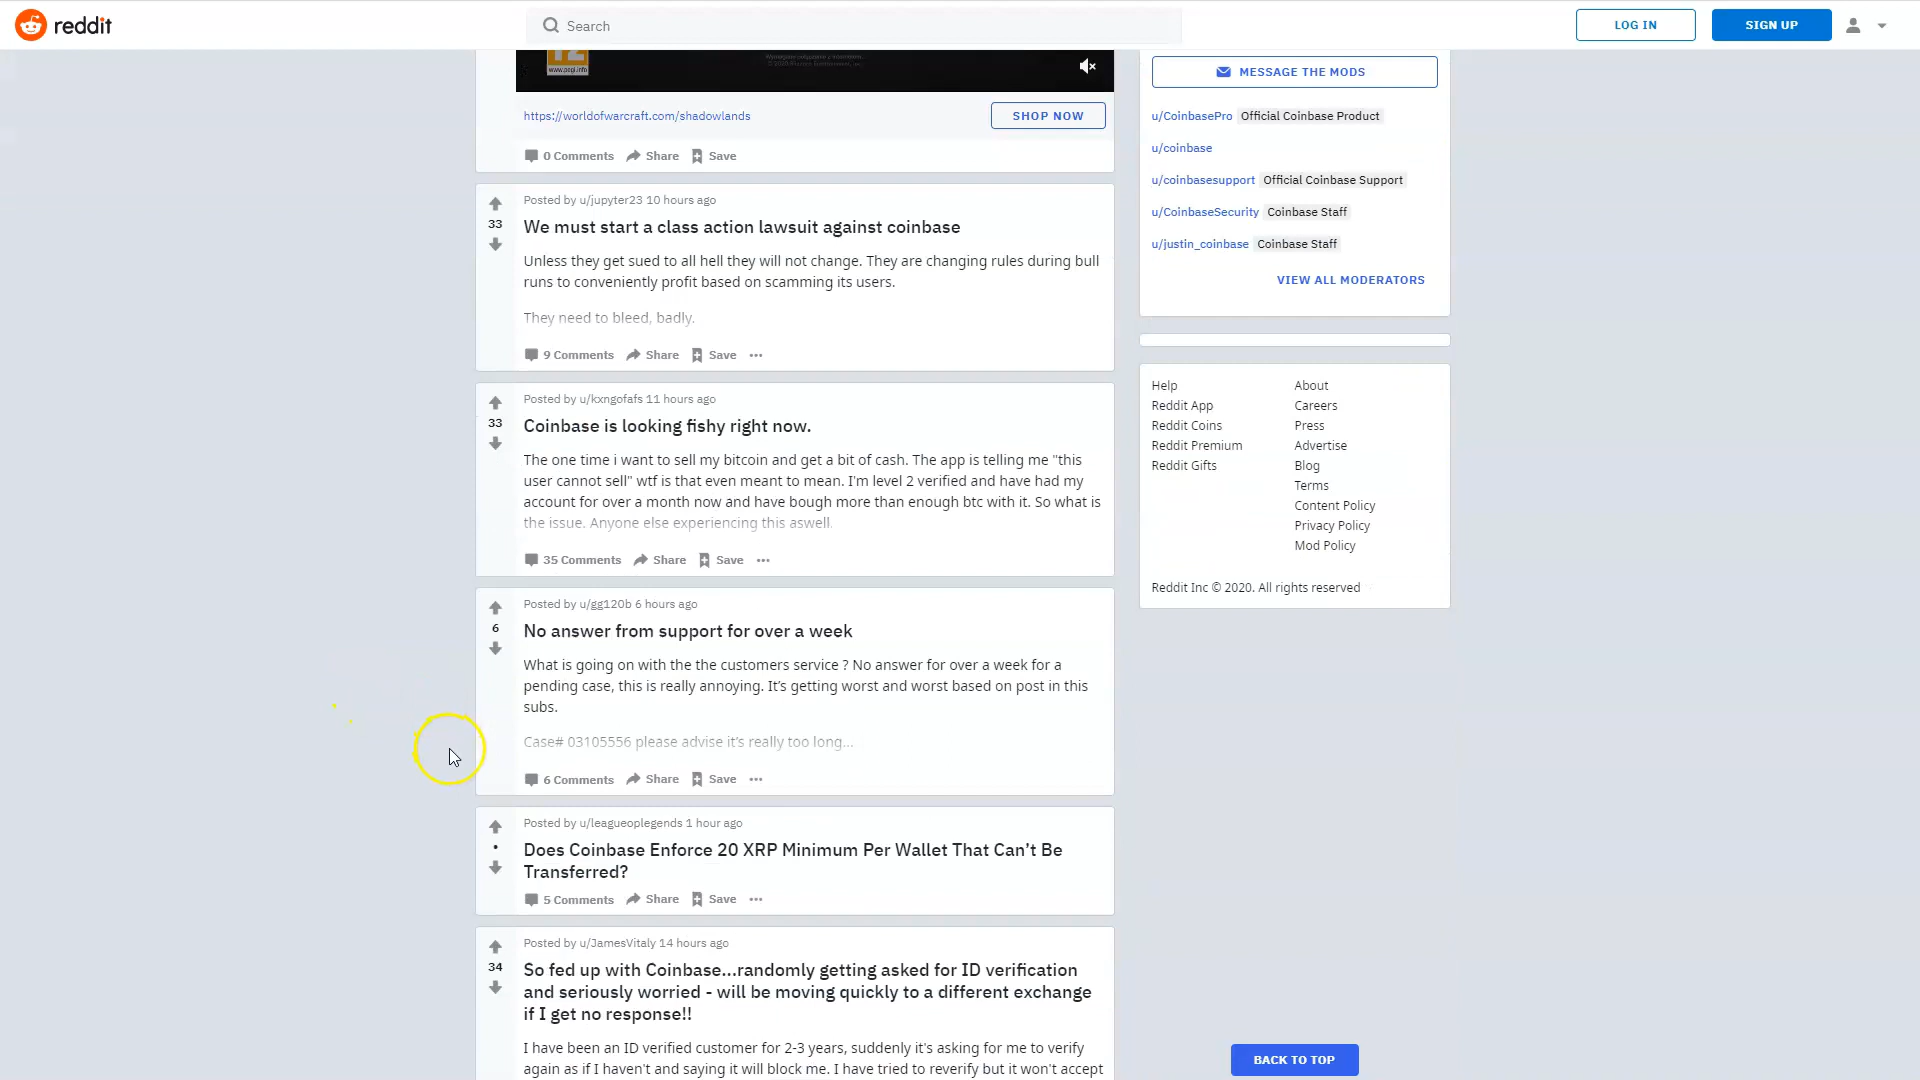 reddit
Search
LOG IN
SIGN UP
12
www.pegi.info
https://worldofwarcraft.com/shadowlands
SHOP NOW
0 Comments Share Save
Posted by u/jupyter23 10 hours ago
33
We must start a class action lawsuit against coinbase
Unless they get sued to all hell they will not change. They are changing rules during bull
runs to conveniently profit based on scamming its users.
They need to bleed, badly.
9 Comments Share Save
Posted by u/kxngofafs 11 hours ago
33
Coinbase is looking fishy right now.
The one time i want to sell my bitcoin and get a bit of cash. The app is telling me "this
user cannot sell" wtf is that even meant to mean. I'm level 2 verified and have had my
account for over a month now and have bough more than enough btc with it. So what is
the issue. Anyone else experiencing this aswell.
35 Comments Share Save
Posted by u/gg120b 6 hours ago
6
No answer from support for over a week
What is going on with the the customers service ? No answer for over a week for a
pending case, this is really annoying. It's getting worst and worst based on post in this
subs.
Case# 03105556 please advise it's really too long...
6 Comments Share Save
Posted by u/leagueoplegends 1 hour ago
•
Does Coinbase Enforce 20 XRP Minimum Per Wallet That Can't Be
Transferred?
5 Comments Share Save
Posted by u/JamesVitaly 14 hours ago
34
So fed up with Coinbase...randomly getting asked for ID verification
and seriously worried - will be moving quickly to a different exchange
if I get no response!!
I have been an ID verified customer for 2-3 years, suddenly it's asking for me to verify
again as if I haven't and saying it will block me. I have tried to reverify but it won't accept
MESSAGE THE MODS
u/CoinbasePro Official Coinbase Product
u/coinbase
u/coinbasesupport Official Coinbase Support
u/CoinbaseSecurity Coinbase Staff
u/justin_coinbase Coinbase Staff
VIEW ALL MODERATORS
Help
Reddit App
Reddit Coins
Reddit Premium
Reddit Gifts
About
Careers
Press
Advertise
Blog
Terms
Content Policy
Privacy Policy
Mod Policy
Reddit Inc © 2020. All rights reserved
BACK TO TOP